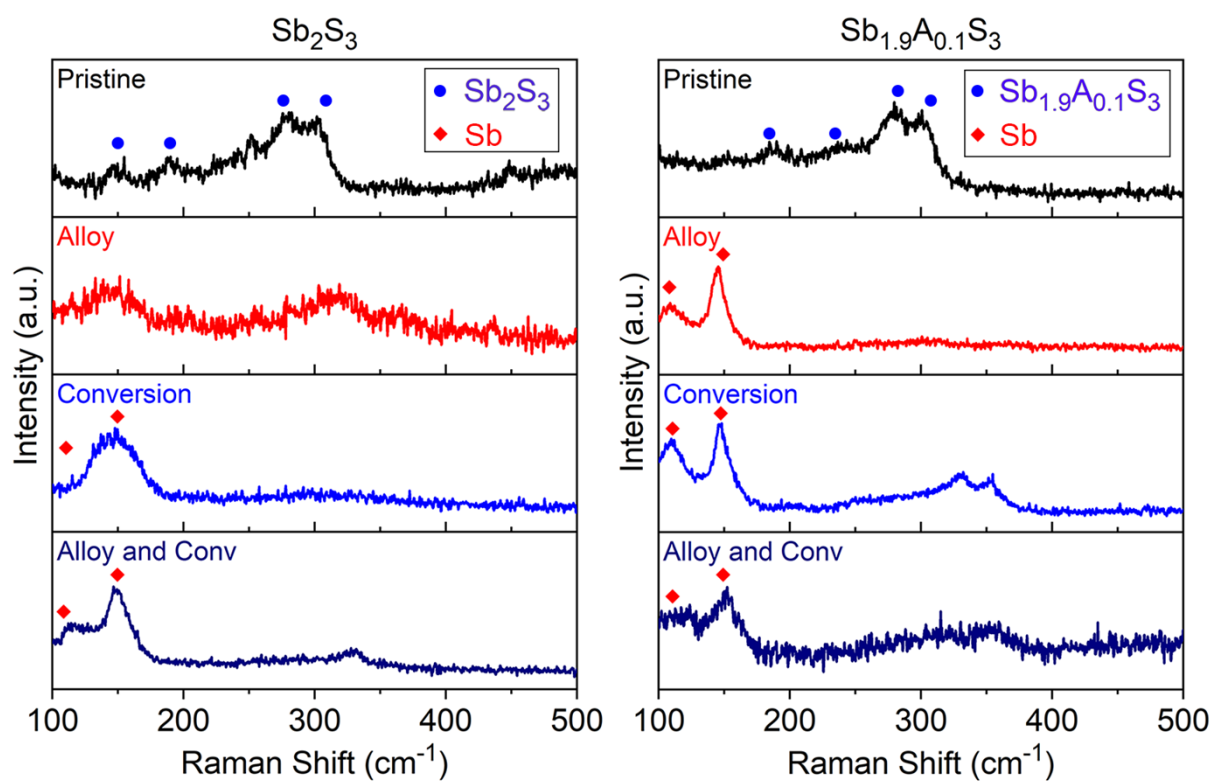 Sb₂S₃
Pristine
Sb₂S₃
Sb
Alloy
Conversion
Alloy and Conv
Intensity (a.u.)
100 200 300 400 500
Raman Shift (cm⁻¹)
Sb₁.₉A₀.₁S₃
Pristine
Sb₁.₉A₀.₁S₃
Sb
Alloy
Conversion
Alloy and Conv
Intensity (a.u.)
100 200 300 400 500
Raman Shift (cm⁻¹)